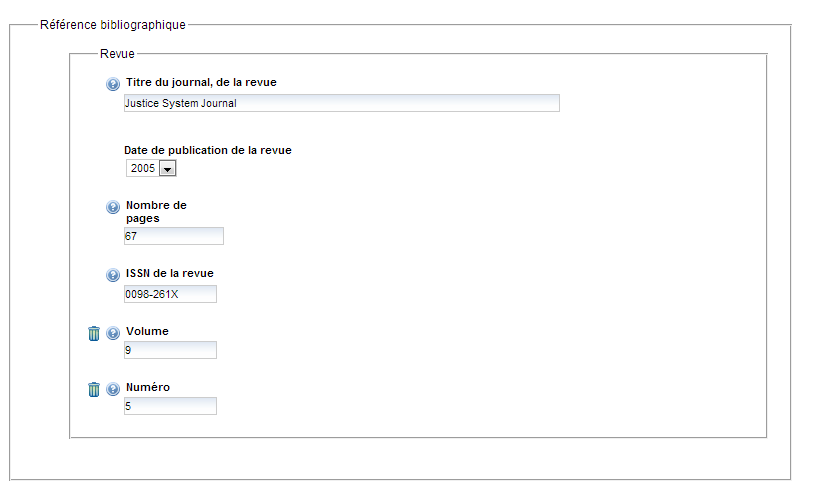 Référence bibliographique
Revue
Titre du journal, de la revue
Justice System Journal
Date de publication de la revue
2005
Nombre de
pages
67
ISSN de la revue
0098-261X
Volume
9
Numéro
5